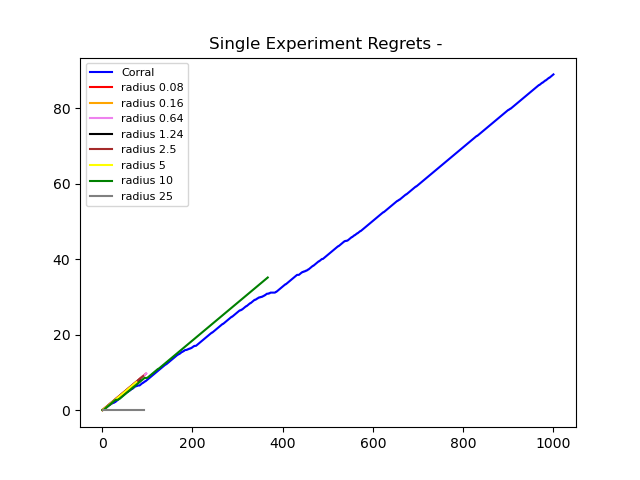 Single Experiment Regrets -
Corral
radius 0.08
radius 0.16
radius 0.64
radius 1.24
radius 2.5
radius 5
radius 10
radius 25
80
60
40
20
0
0 200 400 600 800 1000